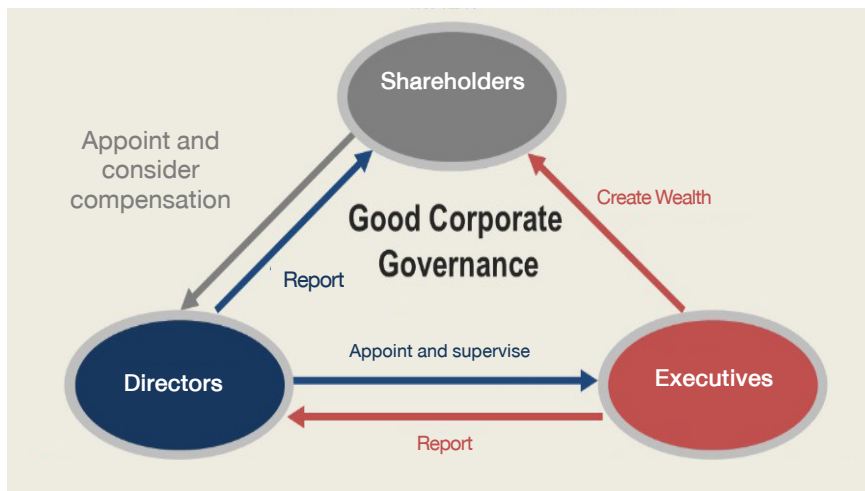 Shareholders
Appoint and
consider
compensation
Create Wealth
Good Corporate
Governance
Report
Appoint and supervise
Directors
Executives
Report